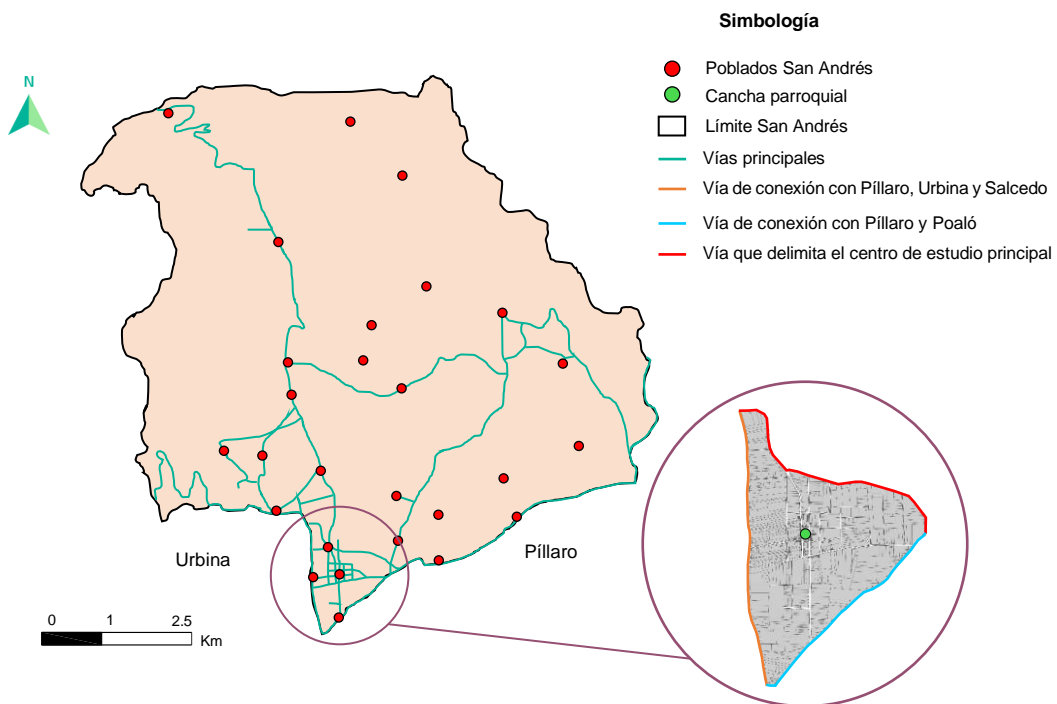 Simbología
Poblados San Andrés
Cancha parroquial
Límite San Andrés
Vías principales
Vía de conexión con Píllaro, Urbina y Salcedo
Vía de conexión con Píllaro y Poaló
Vía que delimita el centro de estudio principal
N
Urbina
Píllaro
0 1 2.5
Km